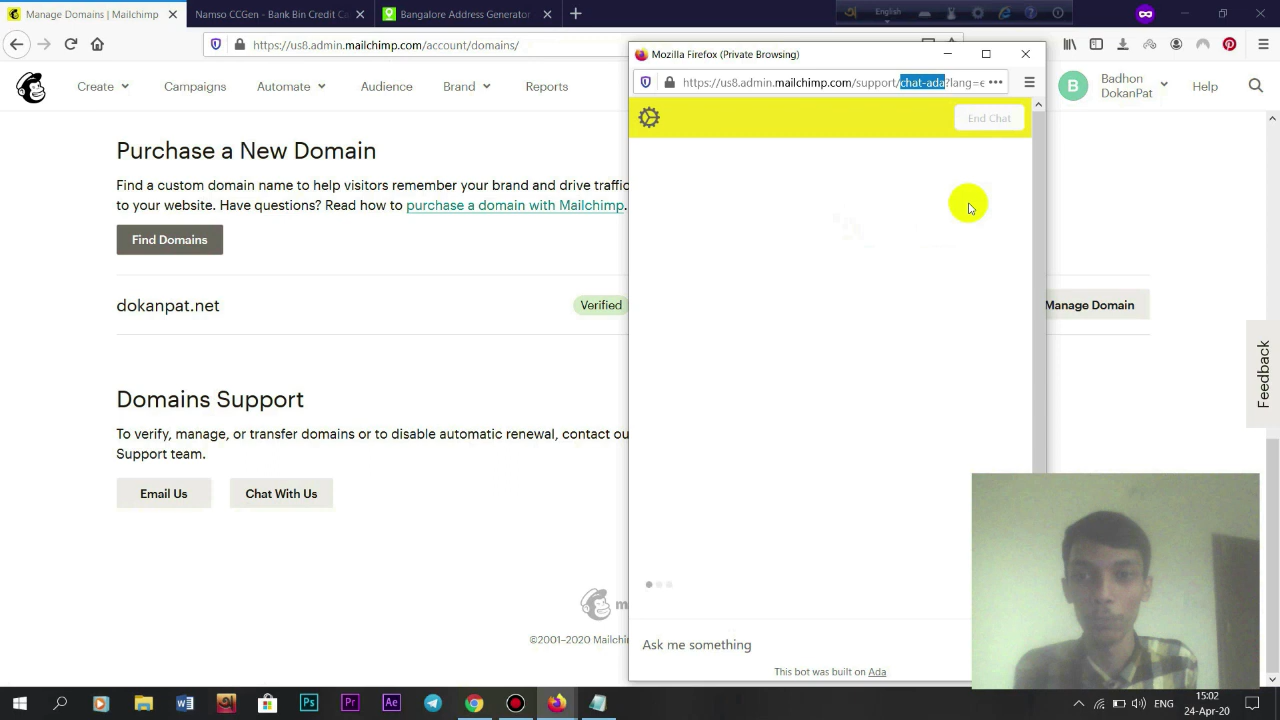 Manage Domains | Mailchimp
Namso CCGen - Bank Bin Credit Ca
Bangalore Address Generator
English
https://us8.admin.mailchimp.com/account/domains/
Mozilla Firefox (Private Browsing)
https://us8.admin.mailchimp.com/support/chat-ada?lang=e
Create
Campa
Automate
Audience
Brand
Reports
B
Badhon
DokanPat
Help
End Chat
Purchase a New Domain
Find a custom domain name to help visitors remember your brand and drive traffic
to your website. Have questions? Read how to purchase a domain with Mailchimp.
Find Domains
dokanpat.net
Verified
Manage Domain
Feedback
Domains Support
To verify, manage, or transfer domains or to disable automatic renewal, contact our
Support team.
Email Us
Chat With Us
©2001–2020 Mailchi
Ask me something
This bot was built on Ada
Ps
Pr
Ae
15:02
24-Apr-20